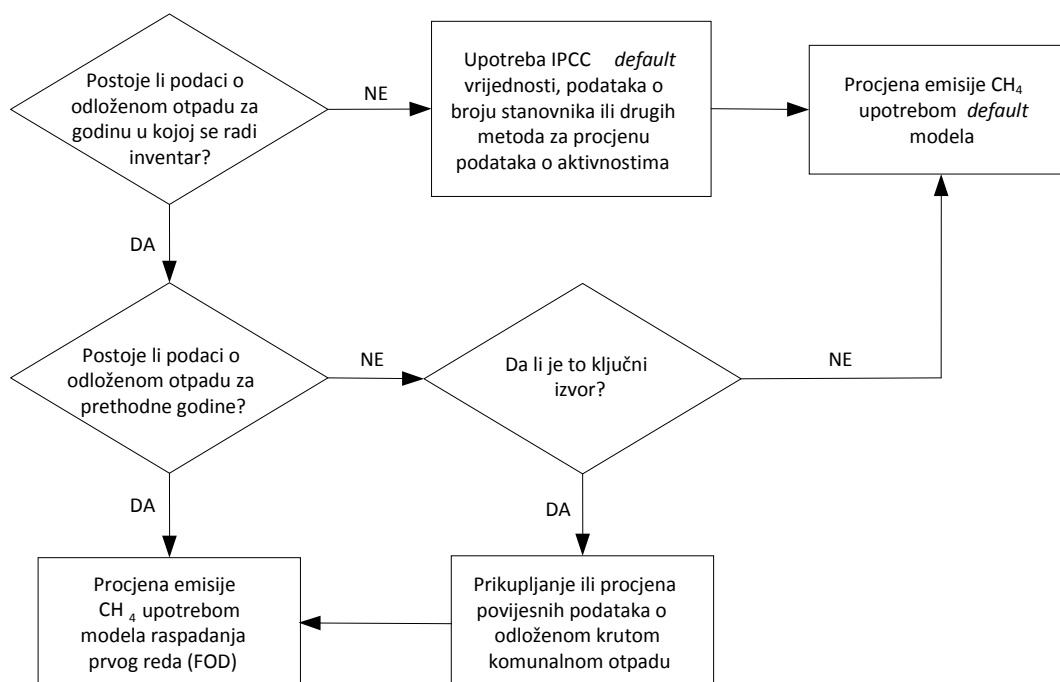 Postoje li podaci o
odloženom otpadu za
godinu u kojoj se radi
inventar?
NE
Upotreba IPCC default
vrijednosti, podataka o
broju stanovnika ili drugih
metoda za procjenu
podataka o aktivnostima
Procjena emisije CH₄
upotrebom default
modela
DA
Postoje li podaci o
odloženom otpadu za
prethodne godine?
NE
Da li je to ključni
izvor?
NE
DA
DA
Procjena emisije
CH ₄ upotrebom
modela raspadanja
prvog reda (FOD)
Prikupljanje ili procjena
povijesnih podataka o
odloženom krutom
komunalnom otpadu